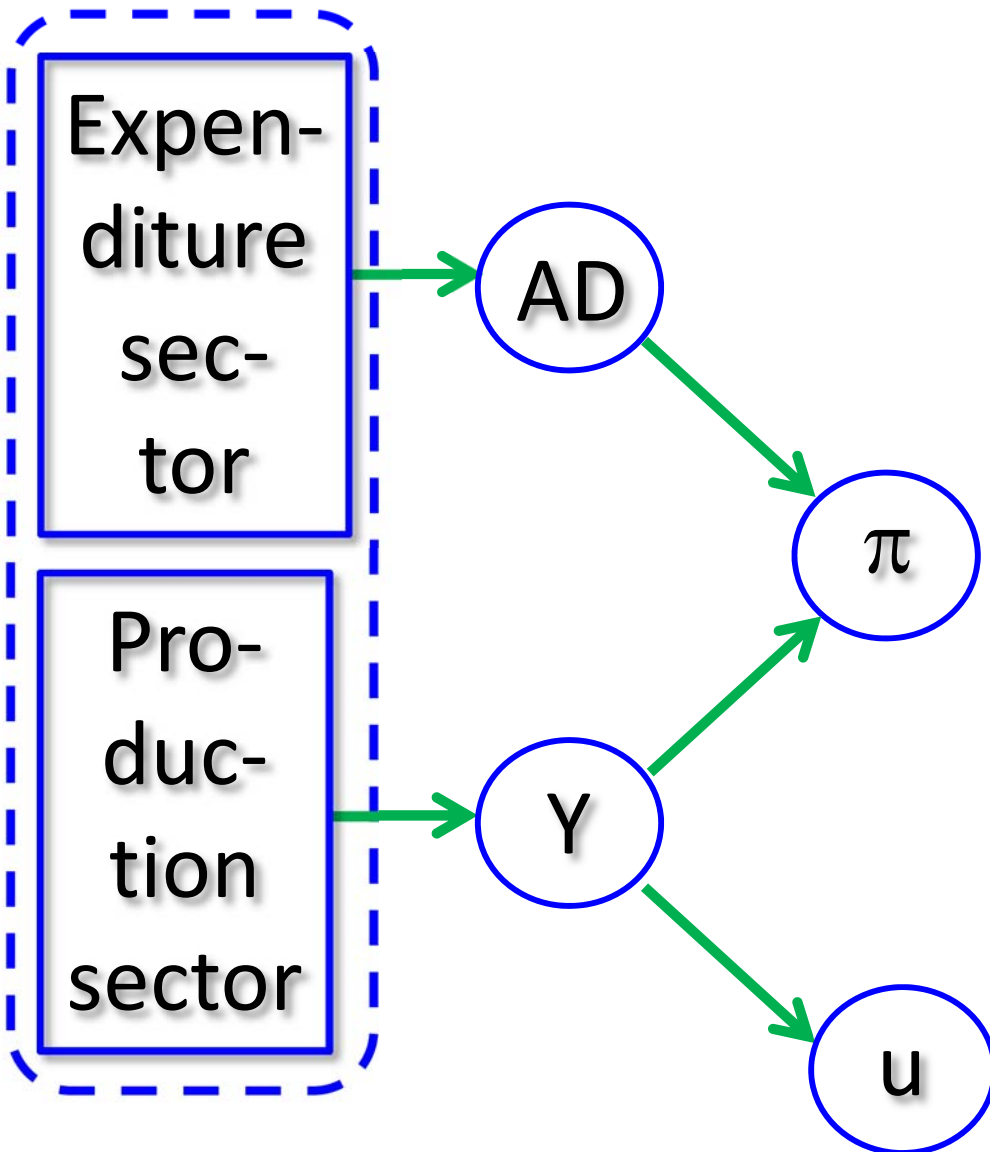 Expen-
diture
sec-
tor
AD
π
Pro-
duc-
tion
sector
Y
u